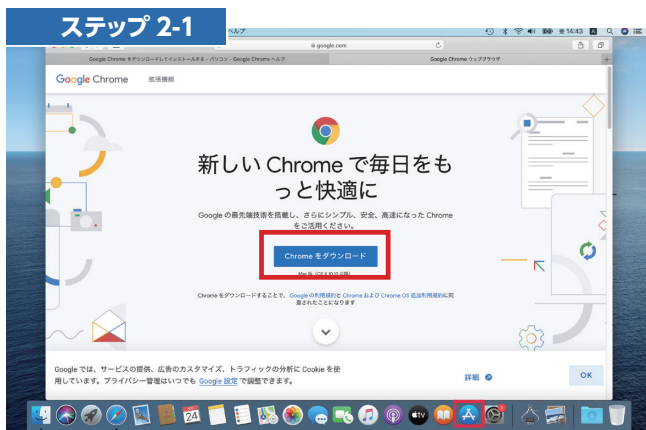 ステップ 2-1
ヘルプ
google.com
金14:43
Google Chrome をダウンロードしてインストールする - パソコン - Google Chrome ヘルプ
Google Chrome ウェブブラウザ
Google Chrome
拡張機能
新しい Chrome で毎日をも
っと快適に
Google の最先端技術を搭載し、さらにシンプル、安全、高速になった Chrome
をご活用ください。
Chrome をダウンロード
Mac 版（OS X 10.10 以降）
Chrome をダウンロードすることで、Google の利用規約と Chrome および Chrome OS 追加利用規約に同
意されたことになります
Google では、サービスの提供、広告のカスタマイズ、トラフィックの分析に Cookie を使
用しています。プライバシー管理はいつでも Google 設定 で調整できます。
詳細
OK
24
tv